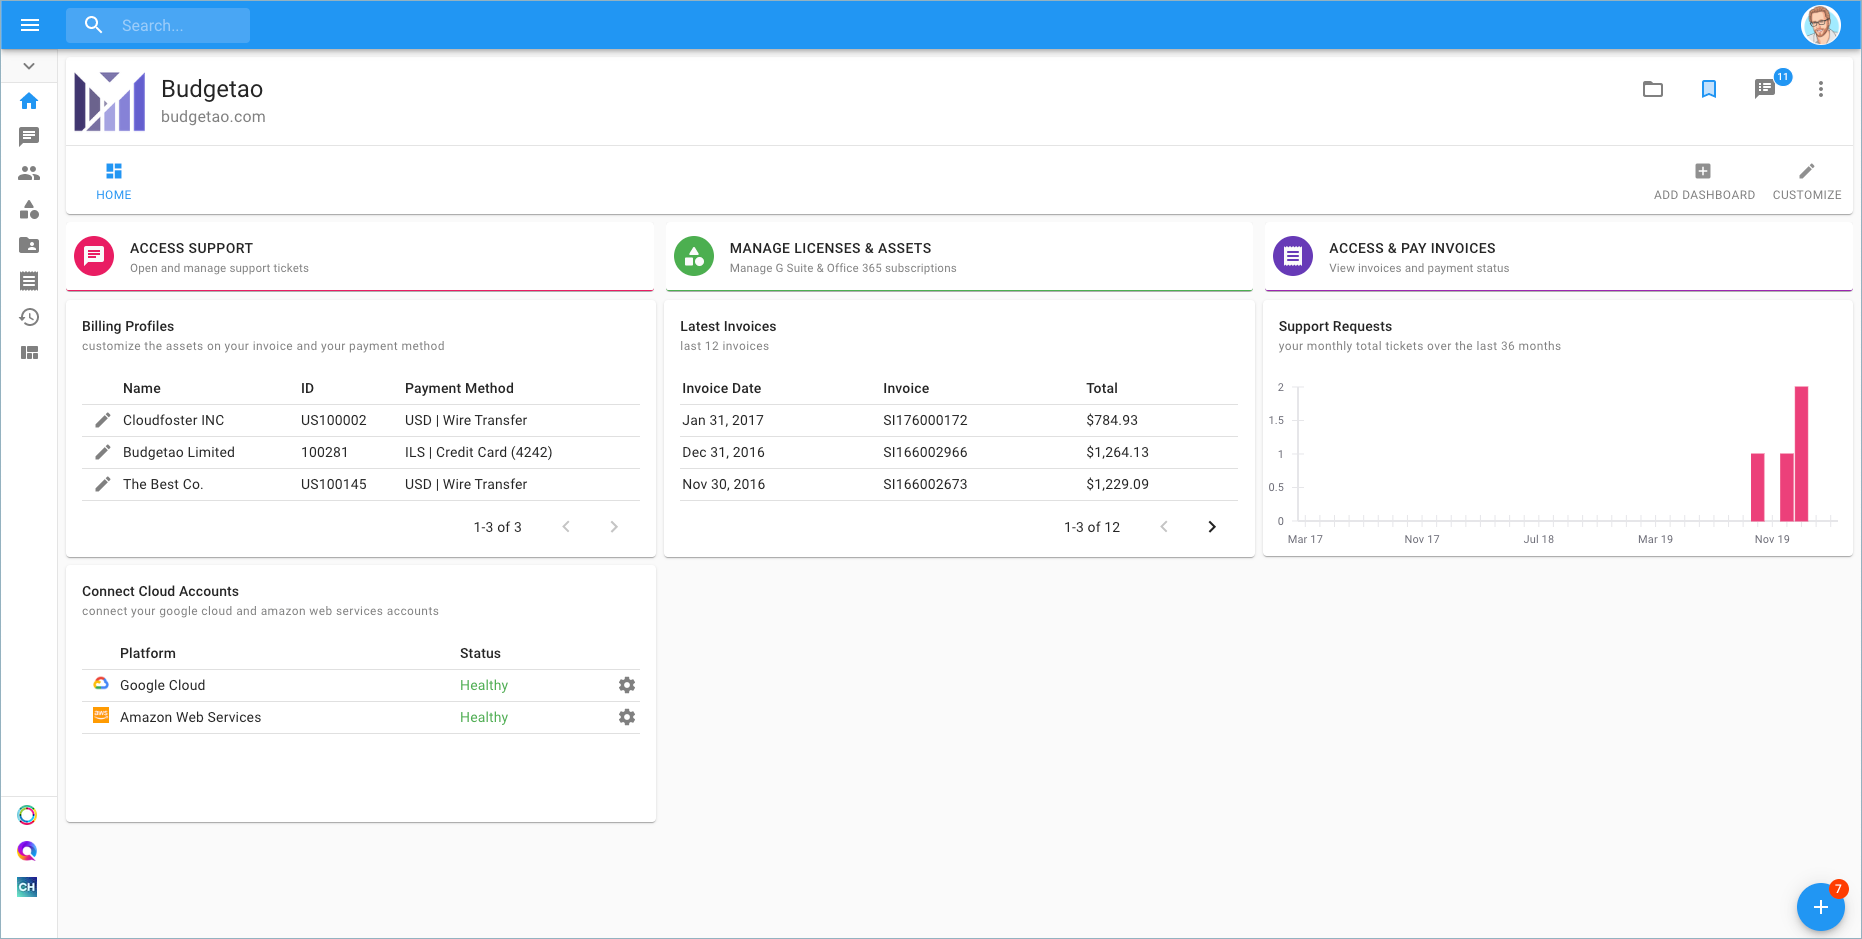 Search...
Budgetao
budgetao.com
11
HOME
ADD DASHBOARD
CUSTOMIZE
ACCESS SUPPORT
Open and manage support tickets
MANAGE LICENSES & ASSETS
Manage G Suite & Office 365 subscriptions
ACCESS & PAY INVOICES
View invoices and payment status
Billing Profiles
customize the assets on your invoice and your payment method
Name ID Payment Method
Cloudfoster INC US100002 USD | Wire Transfer
Budgetao Limited 100281 ILS | Credit Card (4242)
The Best Co. US100145 USD | Wire Transfer
1-3 of 3
Latest Invoices
last 12 invoices
Invoice Date Invoice Total
Jan 31, 2017 SI176000172 $784.93
Dec 31, 2016 SI166002966 $1,264.13
Nov 30, 2016 SI166002673 $1,229.09
1-3 of 12
Support Requests
your monthly total tickets over the last 36 months
2
1.5
1
0.5
0
Mar 17 Nov 17 Jul 18 Mar 19 Nov 19
Connect Cloud Accounts
connect your google cloud and amazon web services accounts
Platform Status
Google Cloud Healthy
aws Amazon Web Services Healthy
CH
7